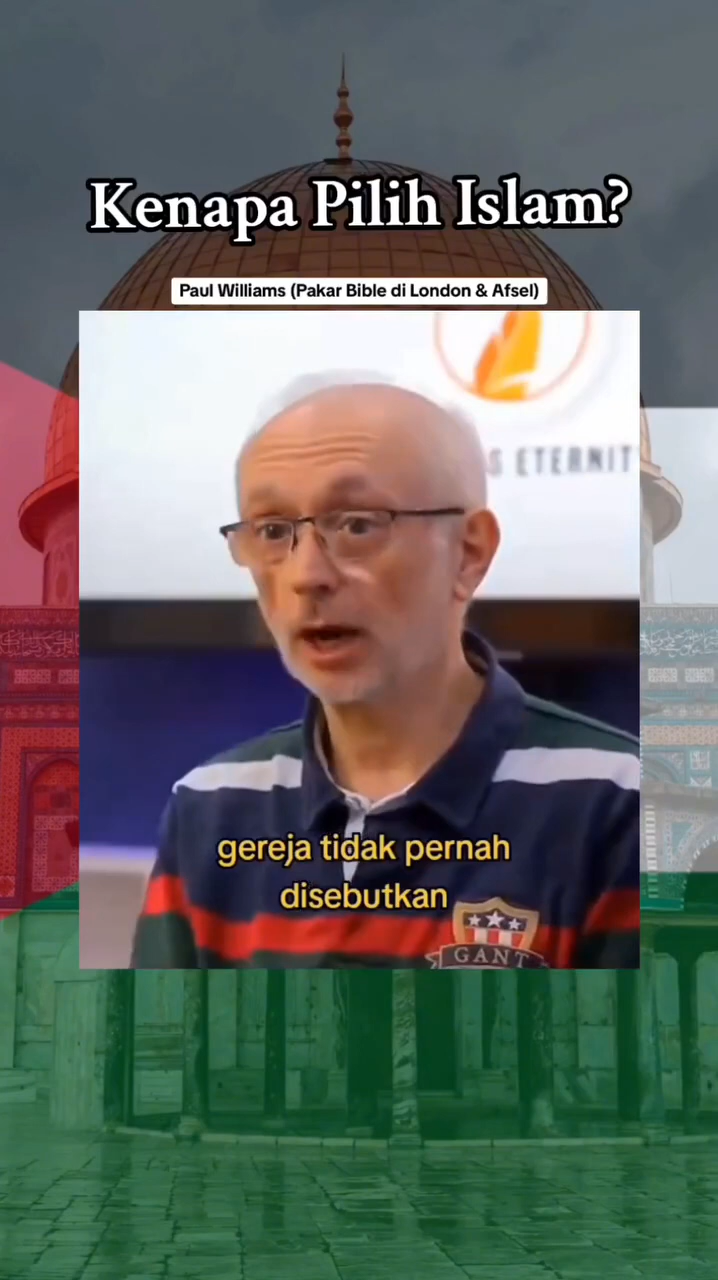 Kenapa Pilih Islam?
Paul Williams (Pakar Bible di London & Afsel)
S ETERNIT
gereja tidak pernah
disebutkan
GANT